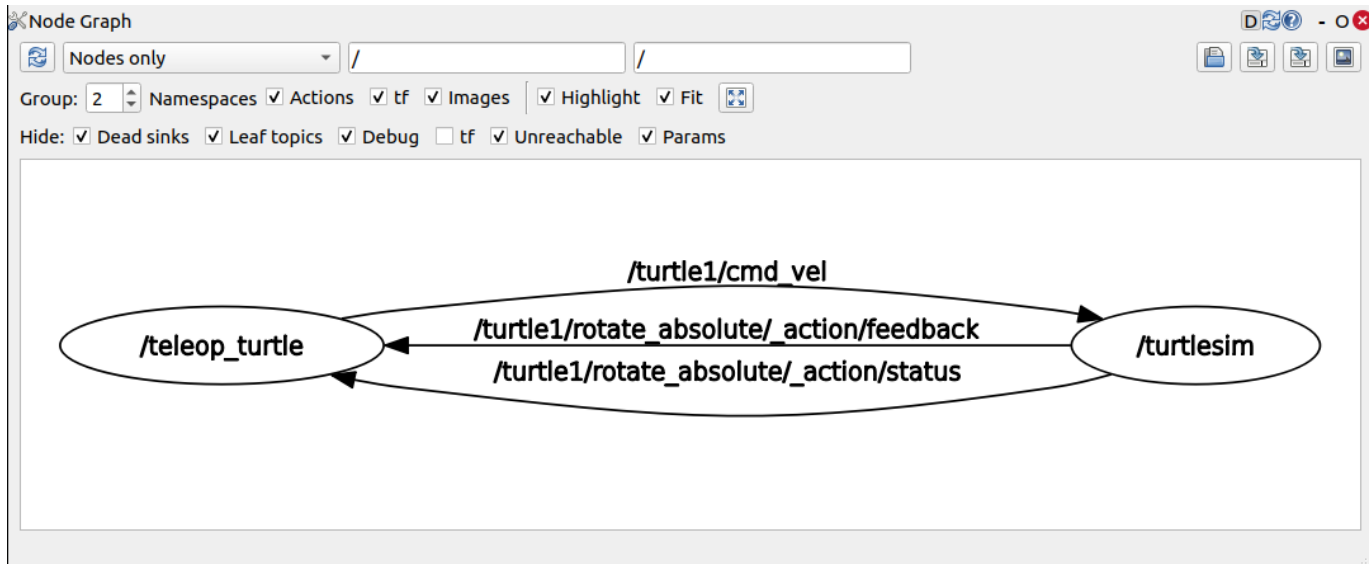 Node Graph
D - O
Nodes only / /
Group: 2 Namespaces Actions tf Images Highlight Fit
Hide: Dead sinks Leaf topics Debug tf Unreachable Params
/turtle1/cmd_vel
/turtle1/rotate_absolute/_action/feedback
/teleop_turtle /turtlesim
/turtle1/rotate_absolute/_action/status